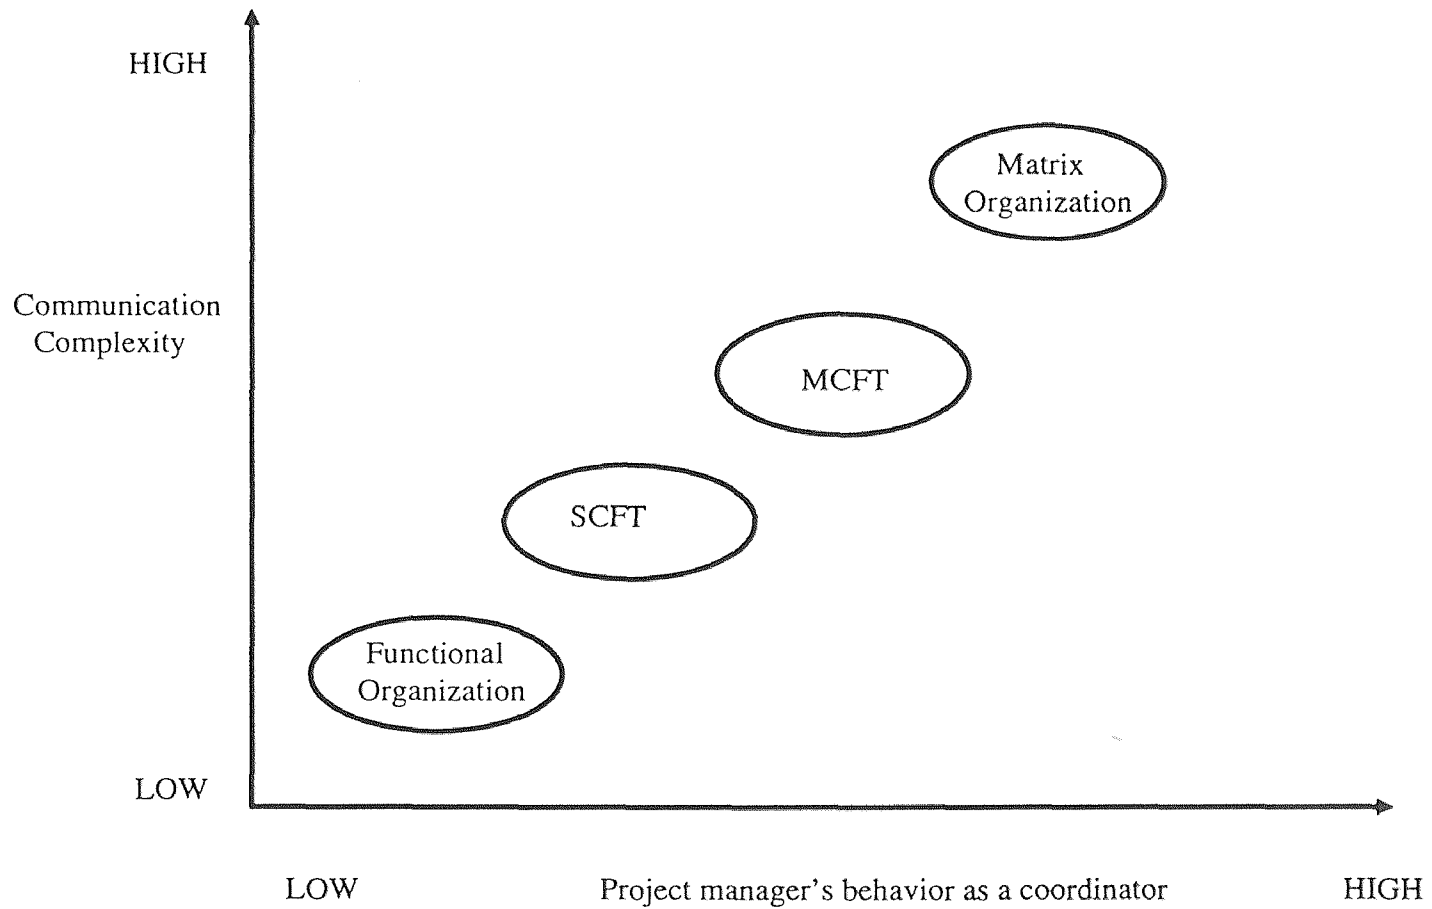 HIGH
Matrix
Organization
Communication
Complexity
MCFT
SCFT
Functional
Organization
LOW
LOW
Project manager's behavior as a coordinator
HIGH